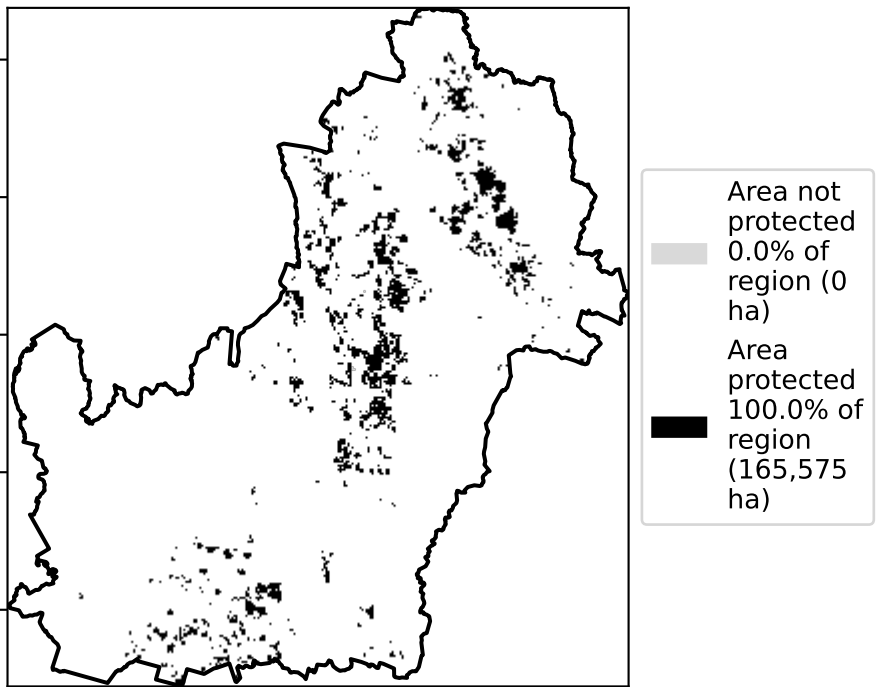 Area not
protected
0.0% of
region (0
ha)
Area
protected
100.0% of
region
(165,575
ha)